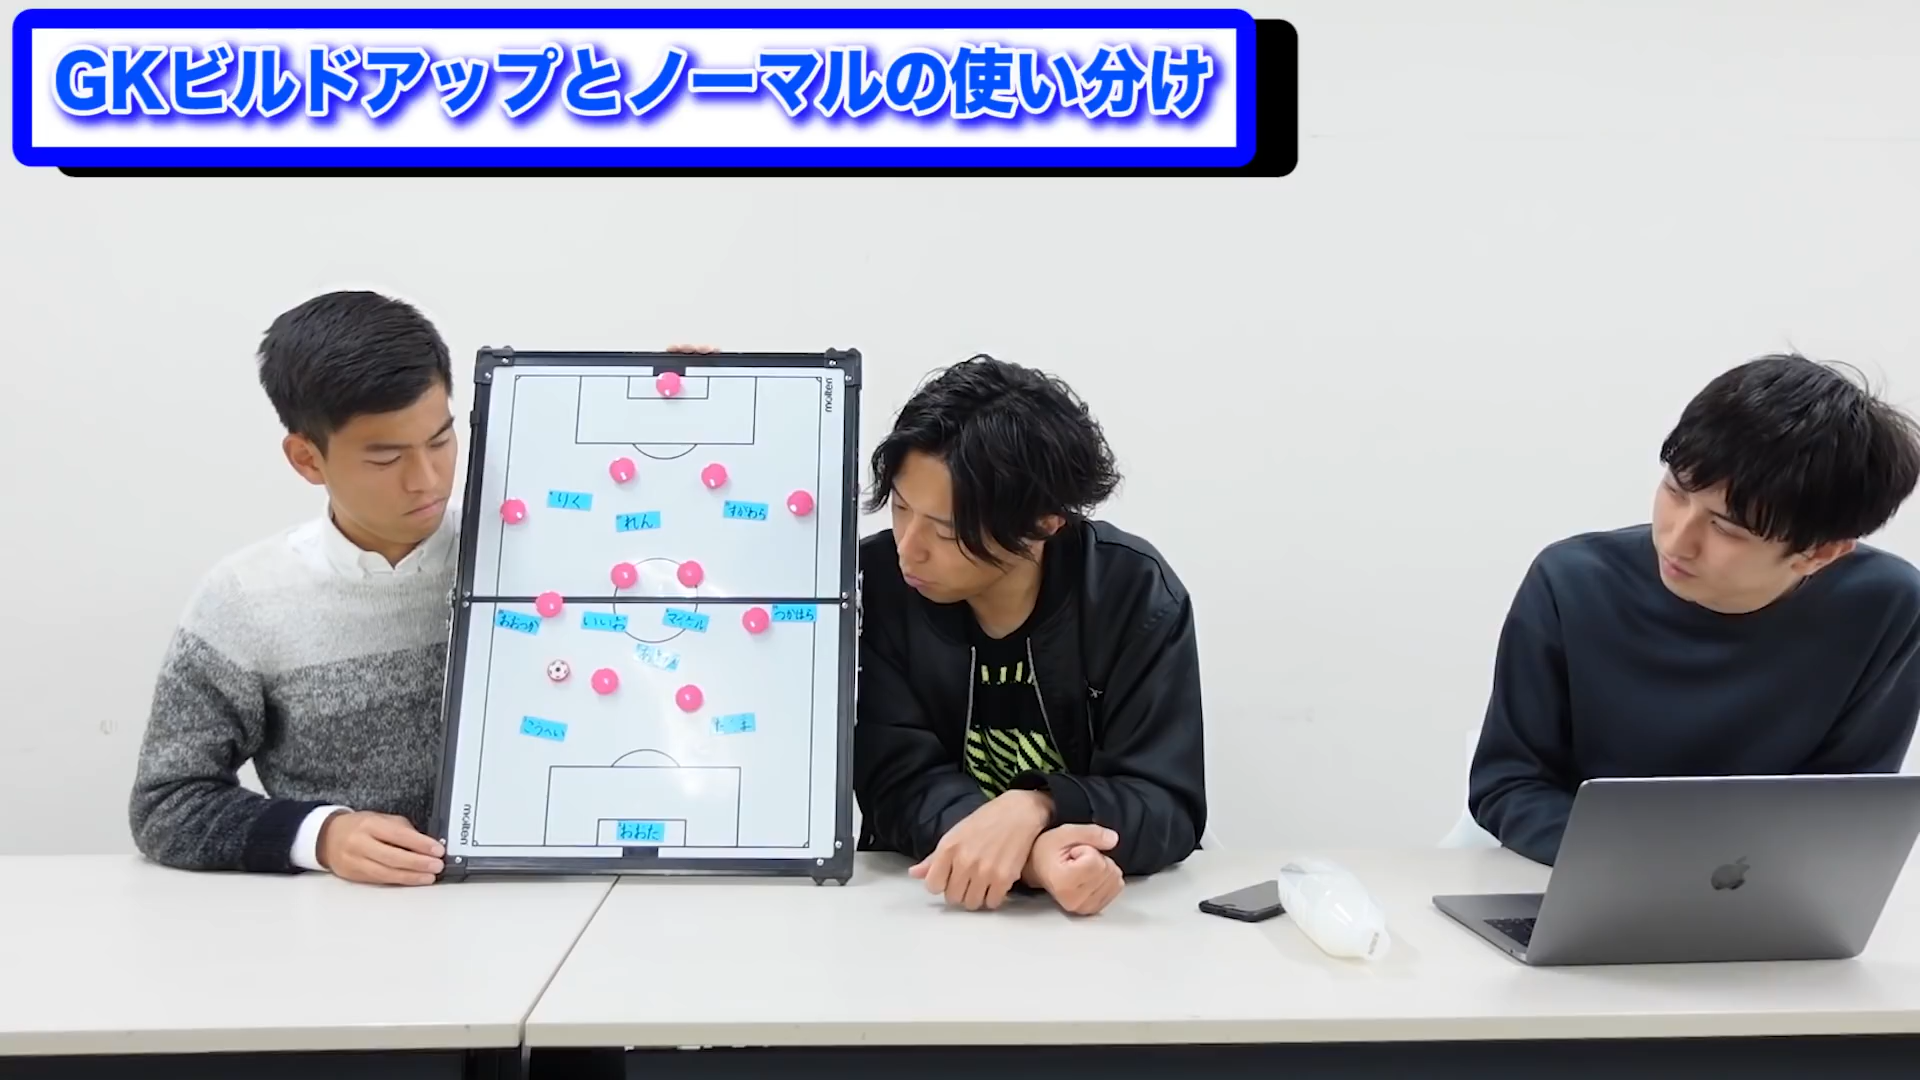 GKビルドアップとノーマルの使い分け
molten
りく
れん
すがわら
おおつか
いいお
マイケル
つかはら
こうへい
おわた
molten